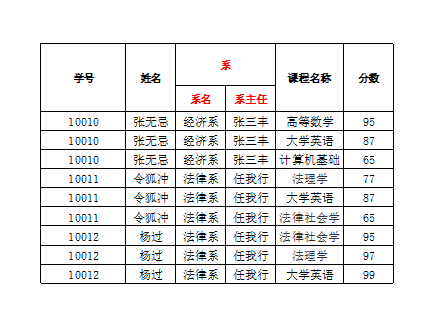 学号 姓名 系 课程名称 分数
系名 系主任
10010 张无忌 经济系 张三丰 高等数学 95
10010 张无忌 经济系 张三丰 大学英语 87
10010 张无忌 经济系 张三丰 计算机基础 65
10011 令狐冲 法律系 任我行 法理学 77
10011 令狐冲 法律系 任我行 大学英语 87
10011 令狐冲 法律系 任我行 法律社会学 65
10012 杨过 法律系 任我行 法律社会学 95
10012 杨过 法律系 任我行 法理学 97
10012 杨过 法律系 任我行 大学英语 99